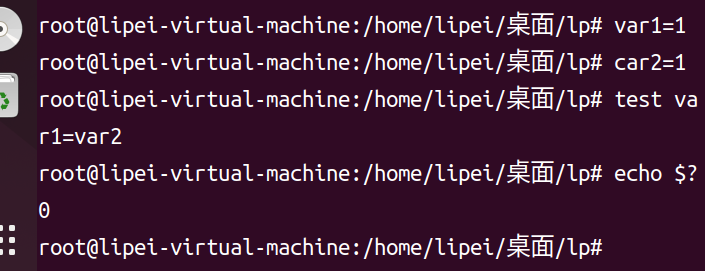 root@lipei-virtual-machine:/home/lipei/桌面/lp# var1=1
root@lipei-virtual-machine:/home/lipei/桌面/lp# car2=1
root@lipei-virtual-machine:/home/lipei/桌面/lp# test va
r1=var2
root@lipei-virtual-machine:/home/lipei/桌面/lp# echo $?
0
root@lipei-virtual-machine:/home/lipei/桌面/lp#